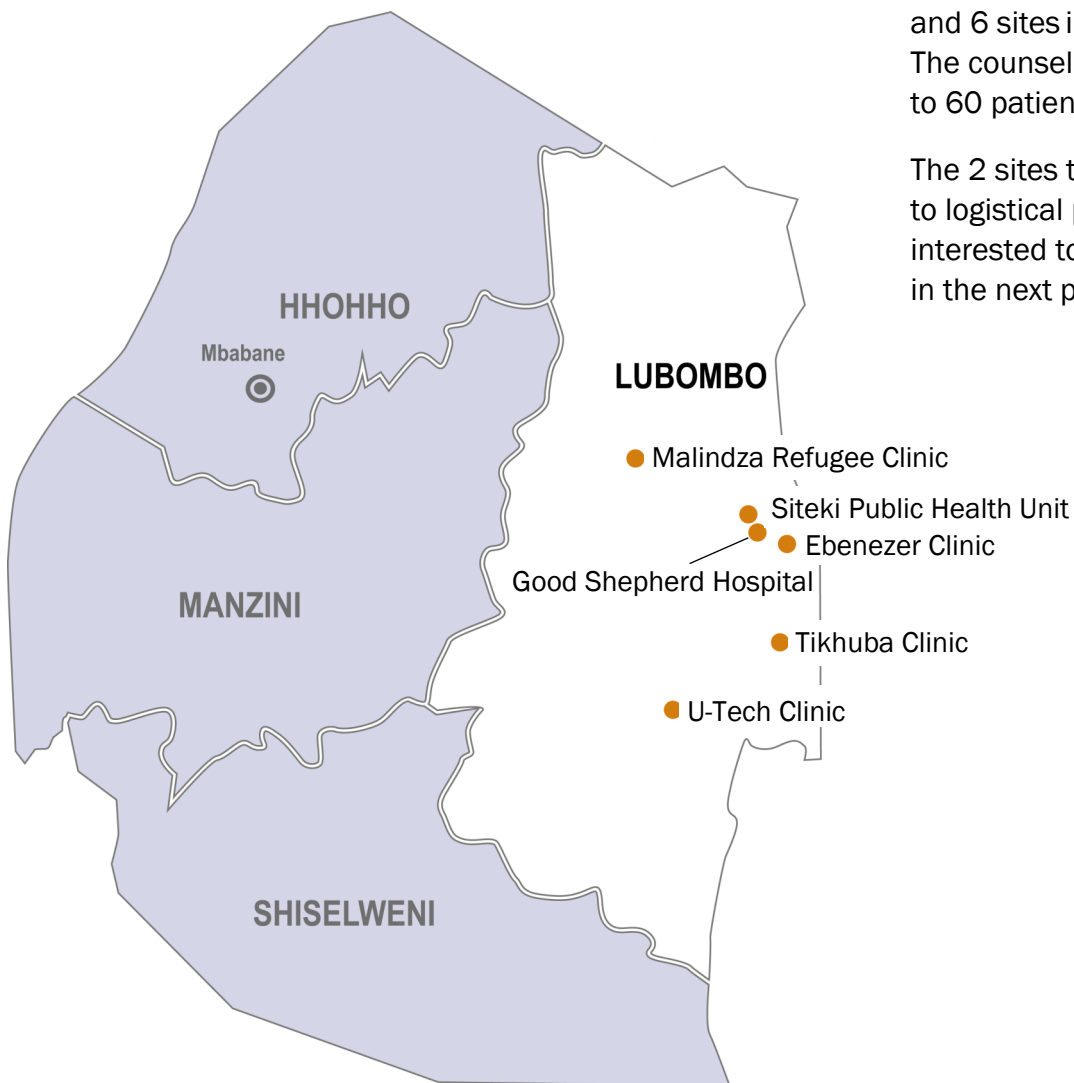 and 6 sites i
The counsel
to 60 patien
The 2 sites t
to logistical
interested to
in the next p
HHOHHO
Mbabane
LUBOMBO
Malindza Refugee Clinic
Siteki Public Health Unit
Ebenezer Clinic
Good Shepherd Hospital
MANZINI
Tikhuba Clinic
U-Tech Clinic
SHISELWENI